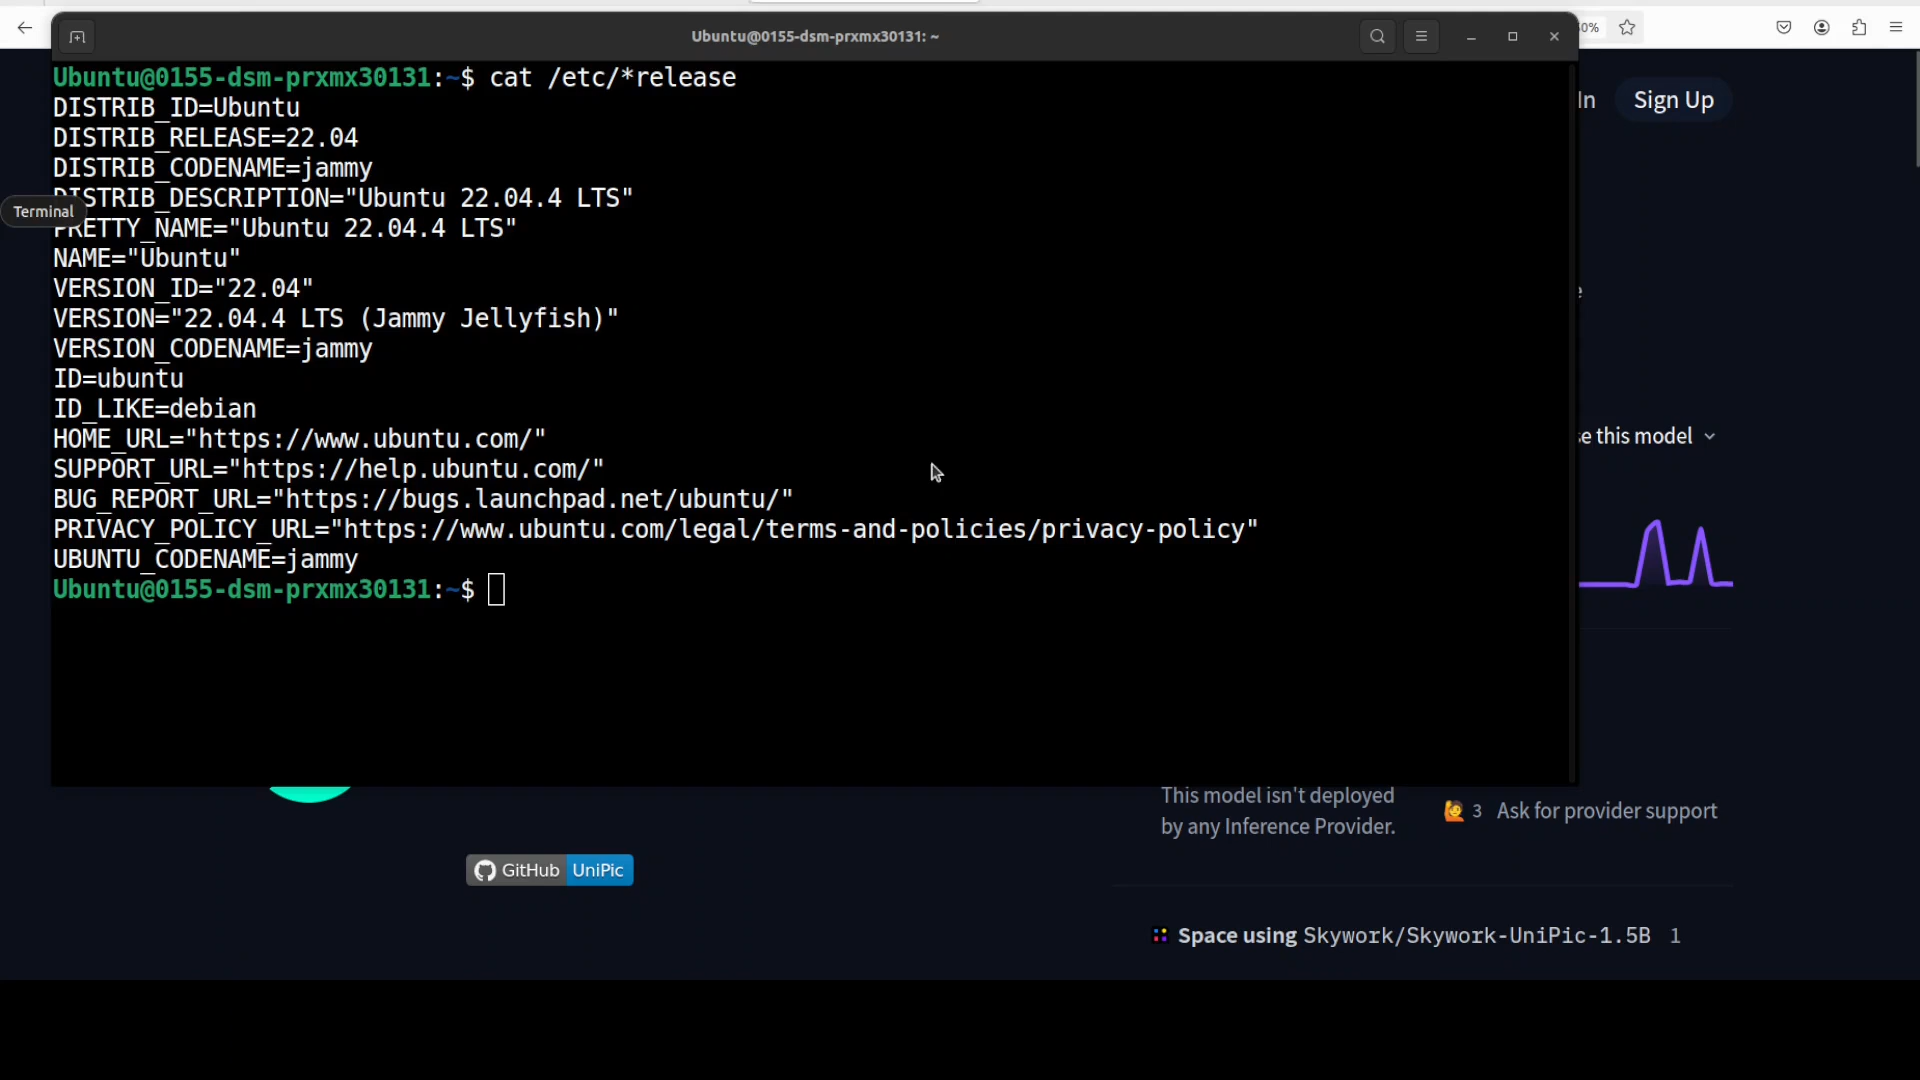 Ubuntu@0155-dsm-prxmx30131: ~
Ubuntu@0155-dsm-prxmx30131:~$ cat /etc/*release
DISTRIB_ID=Ubuntu
DISTRIB_RELEASE=22.04
DISTRIB_CODENAME=jammy
DISTRIB_DESCRIPTION="Ubuntu 22.04.4 LTS"
Terminal
PRETTY_NAME="Ubuntu 22.04.4 LTS"
NAME="Ubuntu"
VERSION_ID="22.04"
VERSION="22.04.4 LTS (Jammy Jellyfish)"
VERSION_CODENAME=jammy
ID=ubuntu
ID_LIKE=debian
HOME_URL="https://www.ubuntu.com/"
SUPPORT_URL="https://help.ubuntu.com/"
BUG_REPORT_URL="https://bugs.launchpad.net/ubuntu/"
PRIVACY_POLICY_URL="https://www.ubuntu.com/legal/terms-and-policies/privacy-policy"
UBUNTU_CODENAME=jammy
Ubuntu@0155-dsm-prxmx30131:~$
In Sign Up
se this model
This model isn't deployed
by any Inference Provider.
3 Ask for provider support
GitHub UniPic
Space using Skywork/Skywork-UniPic-1.5B 1